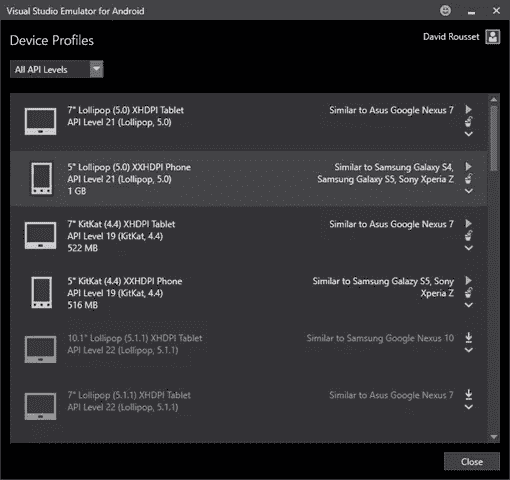 Visual Studio Emulator for Android
Device Profiles
David Rousset
All API Levels
7" Lollipop (5.0) XHDPI Tablet
Similar to Asus Google Nexus 7
API Level 21 (Lollipop, 5.0)
5" Lollipop (5.0) XXHDPI Phone
Similar to Samsung Galaxy S4,
API Level 21 (Lollipop, 5.0)
Samsung Galaxy S5, Sony Xperia Z
1 GB
7" KitKat (4.4) XHDPI Tablet
Similar to Asus Google Nexus 7
API Level 19 (KitKat, 4.4)
522 MB
5" KitKat (4.4) XXHDPI Phone
Similar to Samsung Galazy S5, Sony
API Level 19 (KitKat, 4.4)
Xperia Z
516 MB
10.1" Lollipop (5.1.1) XHDPI Tablet
Similar to Samsung Google Nexus 10
API Level 22 (Lollipop, 5.1.1)
7" Lollipop (5.1.1) XHDPI Tablet
Similar to Asus Google Nexus 7
API Level 22 (Lollipop, 5.1.1)
Close